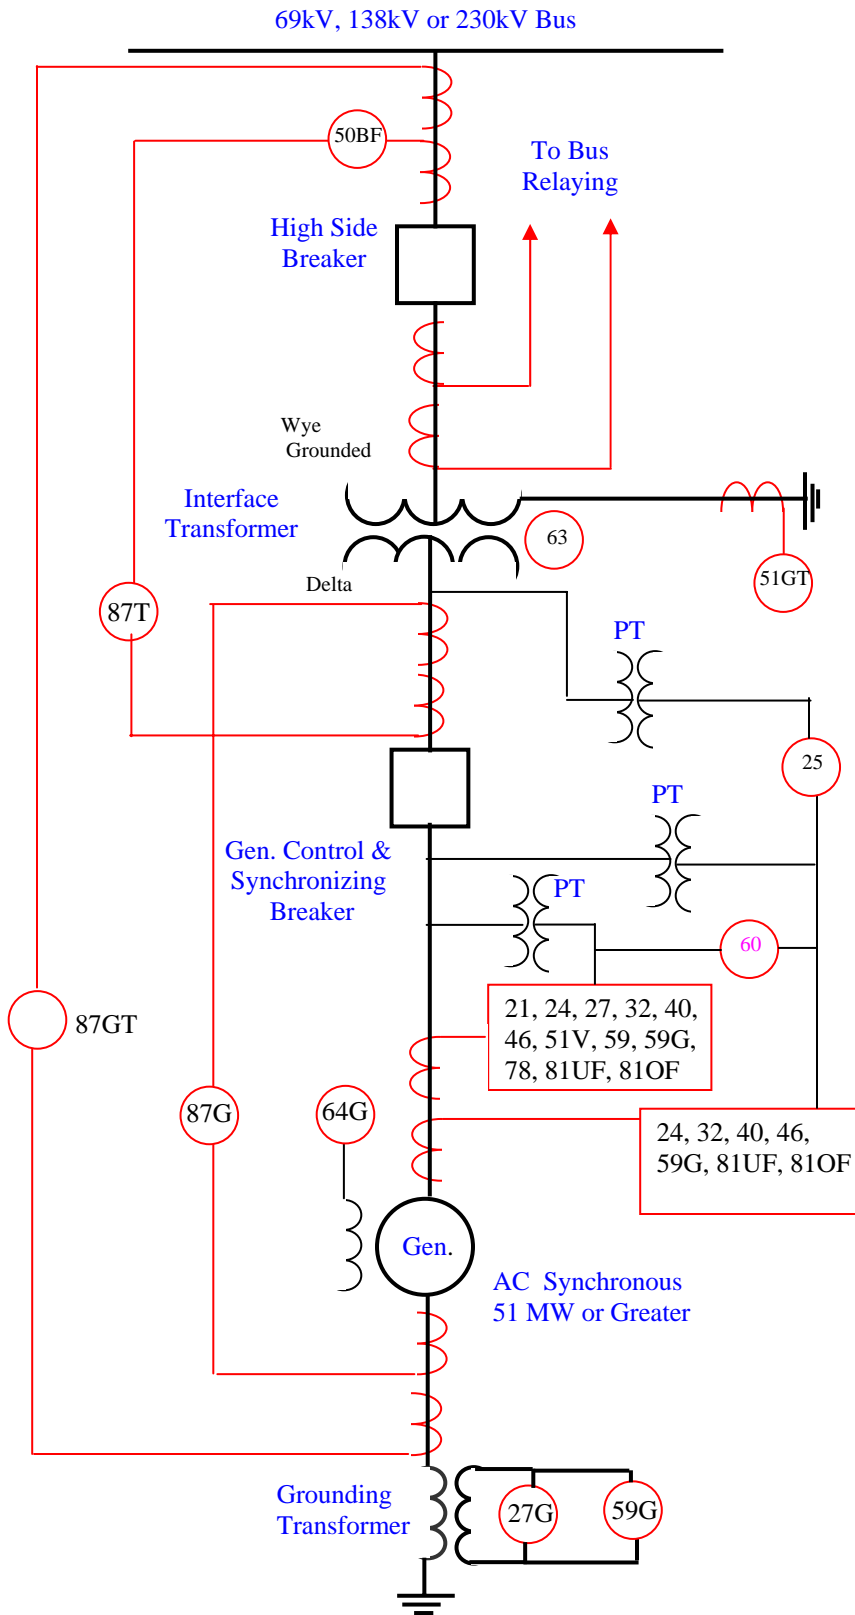 69kV, 138kV or 230kV Bus
50BF
To Bus
Relaying
High Side
Breaker
Wye
Grounded
Interface
Transformer
63
51GT
Delta
87T
PT
25
PT
Gen. Control &
Synchronizing
Breaker
PT
60
21, 24, 27, 32, 40,
46, 51V, 59, 59G,
78, 81UF, 81OF
87GT
87G
64G
24, 32, 40, 46,
59G, 81UF, 81OF
Gen.
AC Synchronous
51 MW or Greater
Grounding
Transformer
27G
59G